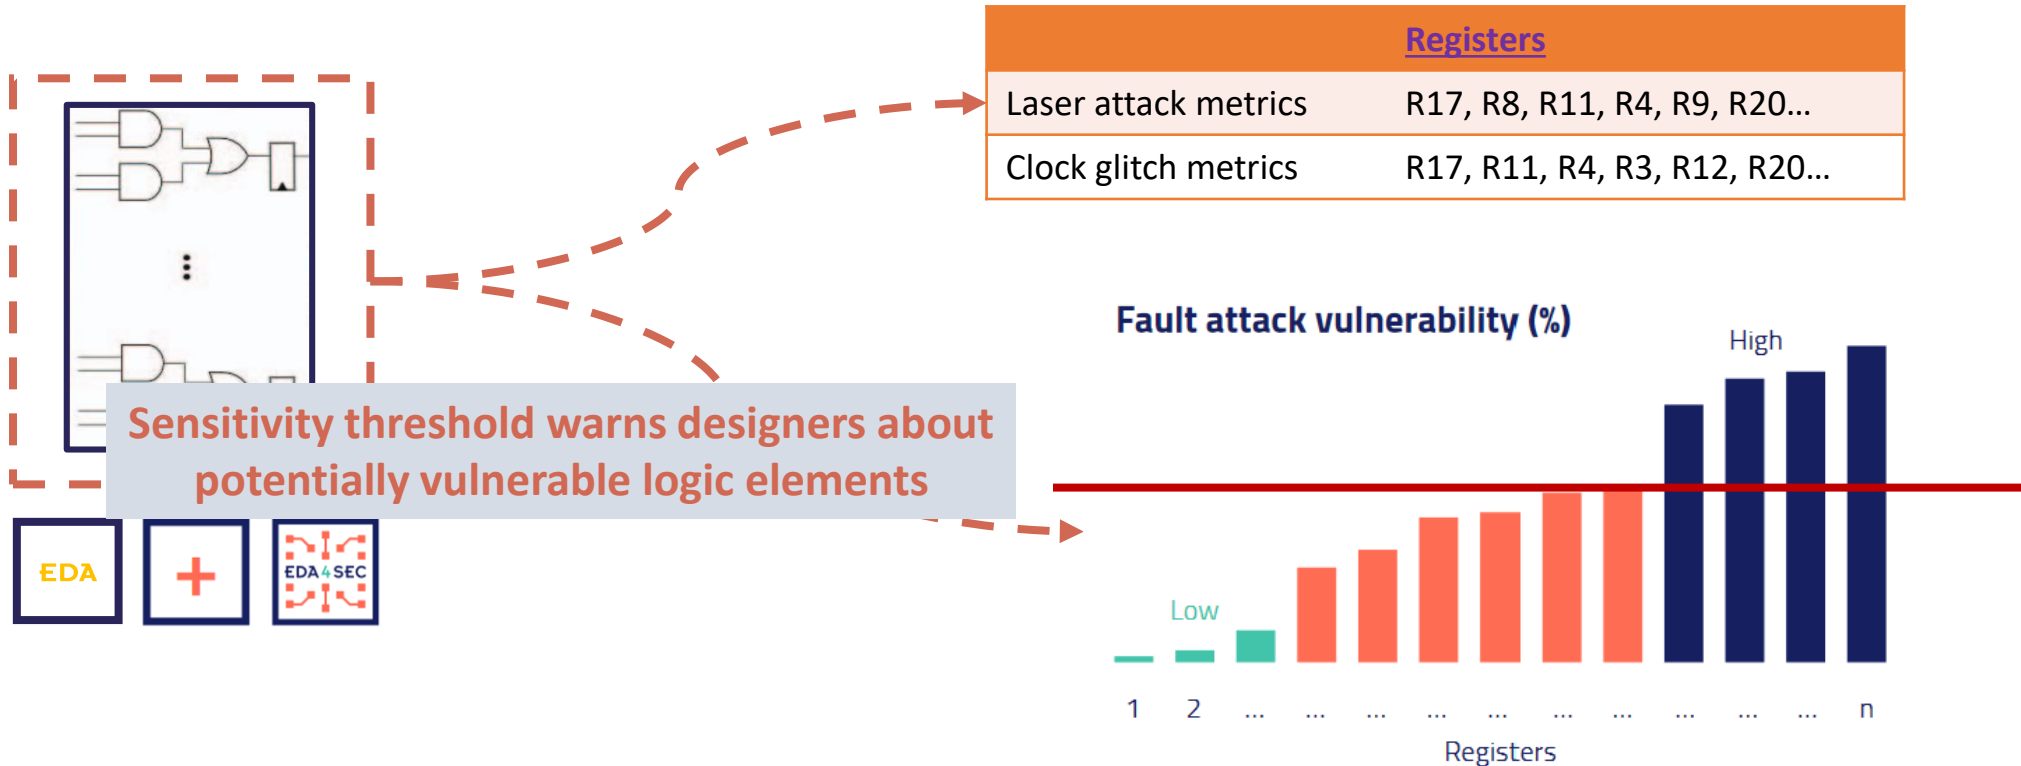 Registers
Laser attack metrics R17, R8, R11, R4, R9, R20...
Clock glitch metrics R17, R11, R4, R3, R12, R20...
Fault attack vulnerability (%)
High
Sensitivity threshold warns designers about
potentially vulnerable logic elements
EDA
+
EDA4SEC
Low
1 2 ... ... ... ... ... ... ... ... ... ... n
Registers